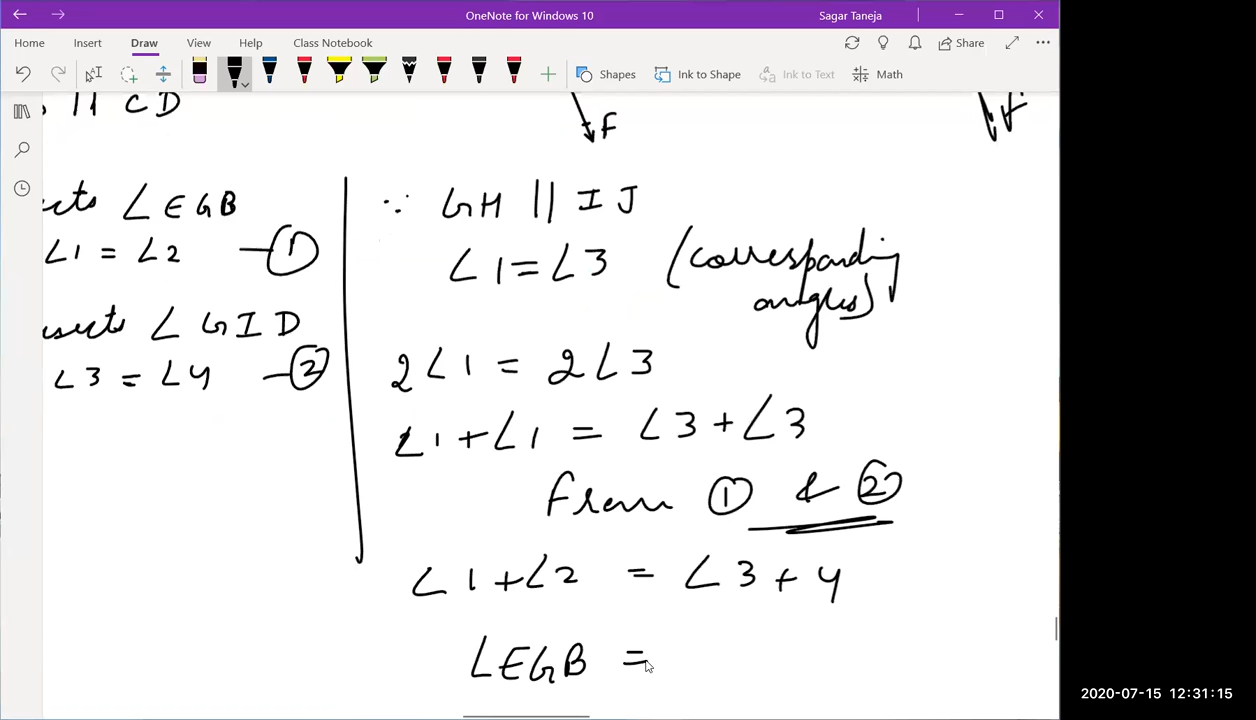 OneNote for Windows 10
Sagar Taneja
Home Insert Draw View Help Class Notebook
Share
Shapes Ink to Shape Ink to Text Math
|| CD
F
∠EGB
∠1 = ∠2 — ①
∠GID
∠3 = ∠4 — ②
∵ GH || IJ
∠1 = ∠3 (corresponding
angles)
2∠1 = 2∠3
∠1 + ∠1 = ∠3 + ∠3
From ① & ②
∠1 + ∠2 = ∠3 + 4
∠EGB =
2020-07-15 12:31:15